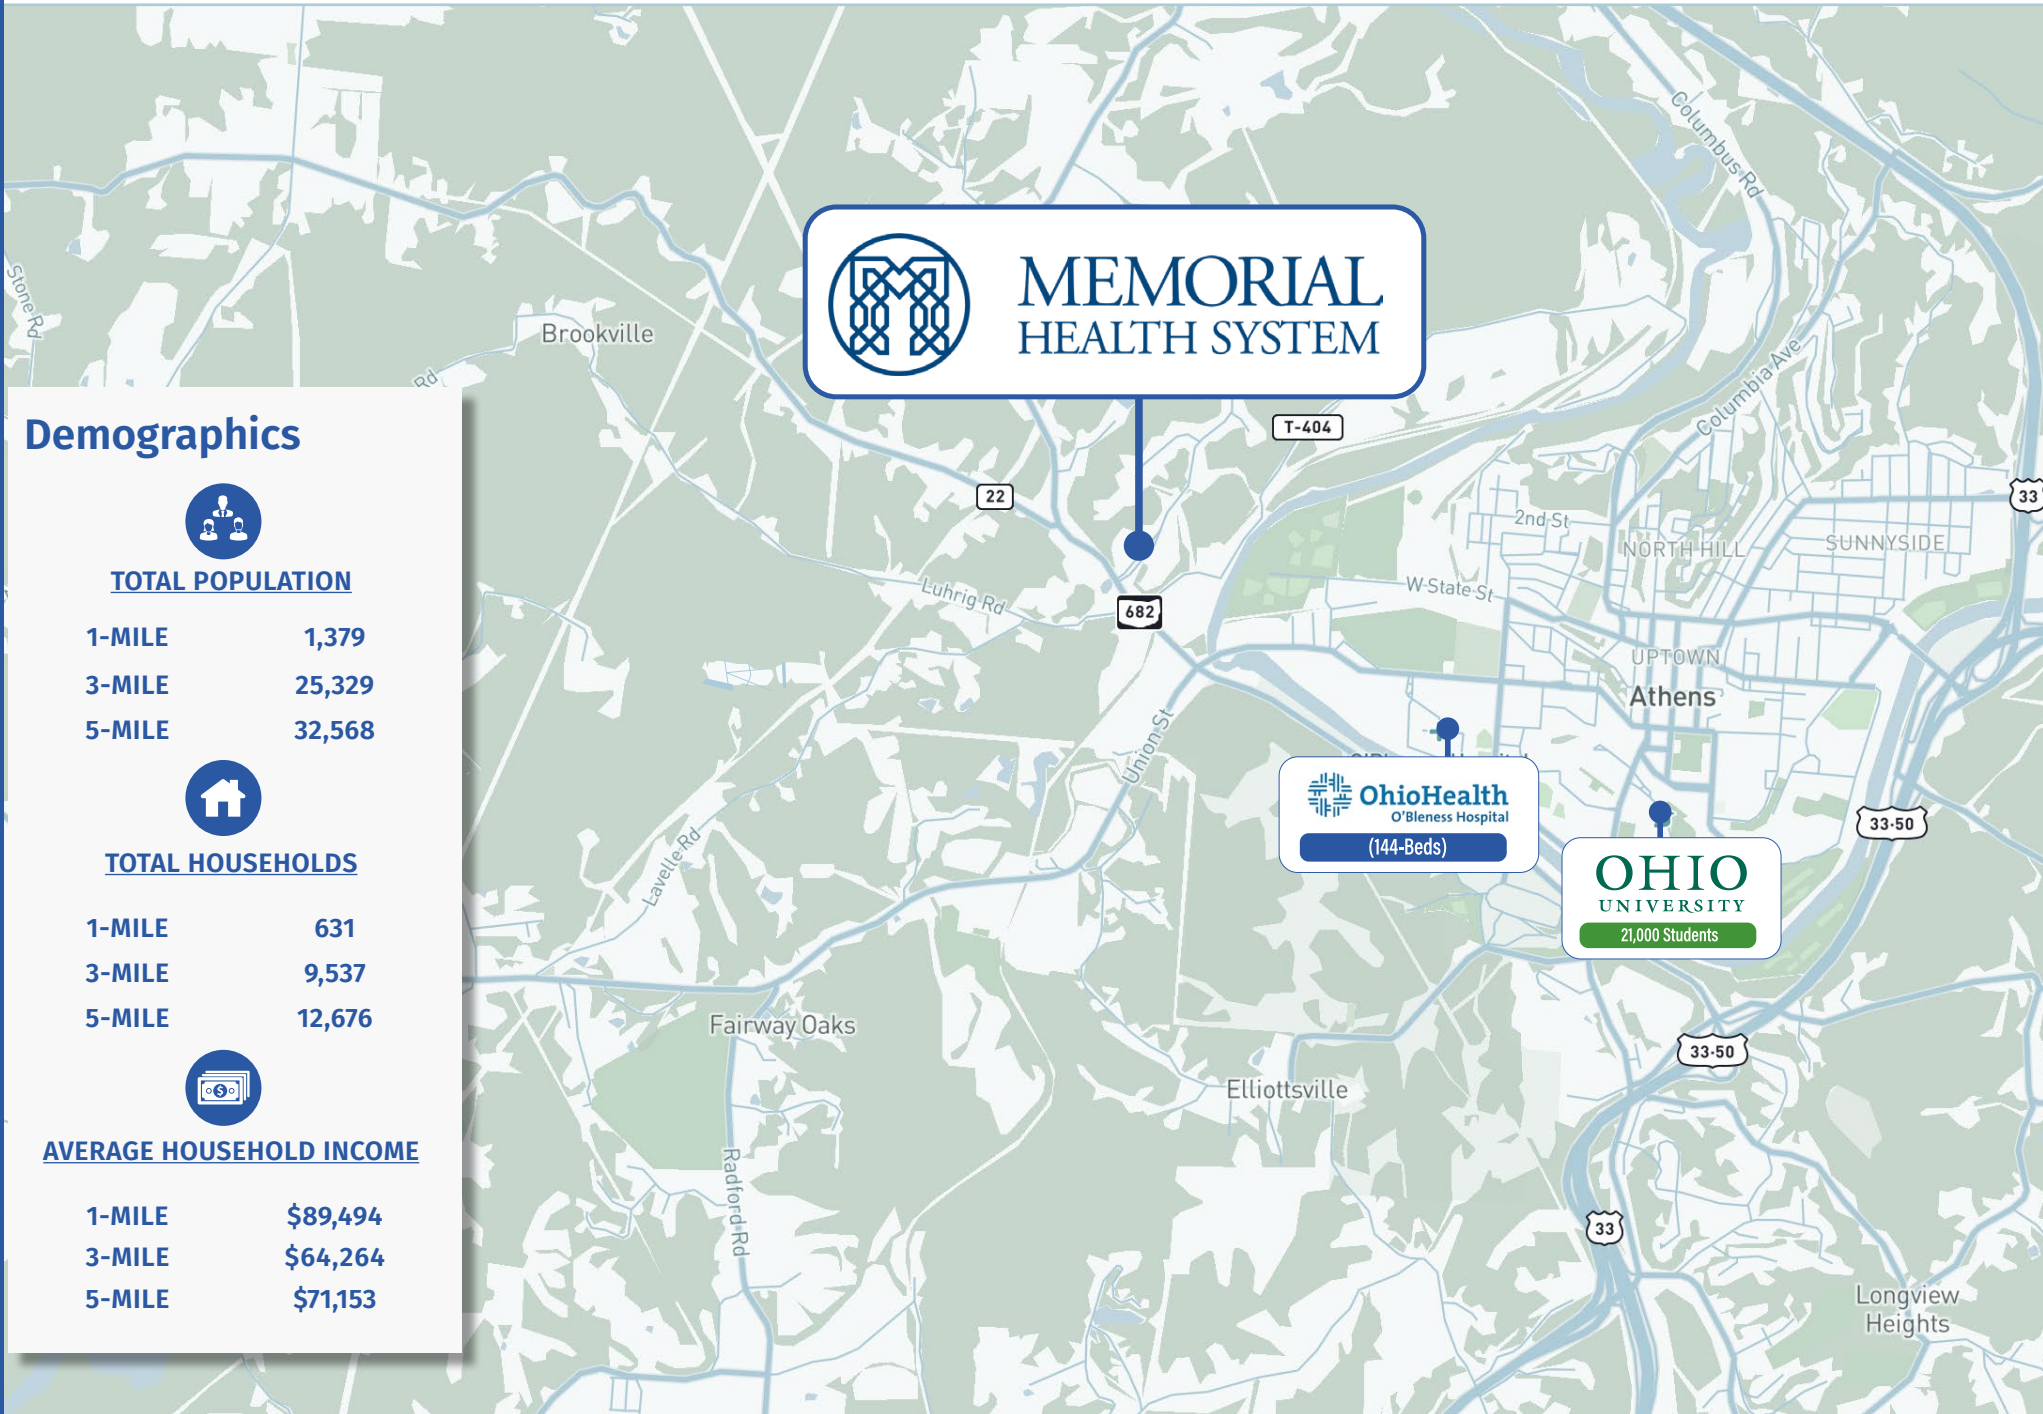 Columbus Rd
Stone Rd
Brookville
MEMORIAL
HEALTH SYSTEM
Rd
Columbia Ave
T-404
22
33
2nd St
NORTH HILL
SUNNYSIDE
Luhrig Rd
W State St
682
UPTOWN
Athens
Union St
OhioHealth
O'Bleness Hospital
(144-Beds)
33·50
OHIO
UNIVERSITY
21,000 Students
Lavelle Rd
Fairway Oaks
33·50
Elliottsville
Radford Rd
33
Longview
Heights
Demographics
TOTAL POPULATION
1-MILE 1,379
3-MILE 25,329
5-MILE 32,568
TOTAL HOUSEHOLDS
1-MILE 631
3-MILE 9,537
5-MILE 12,676
AVERAGE HOUSEHOLD INCOME
1-MILE $89,494
3-MILE $64,264
5-MILE $71,153